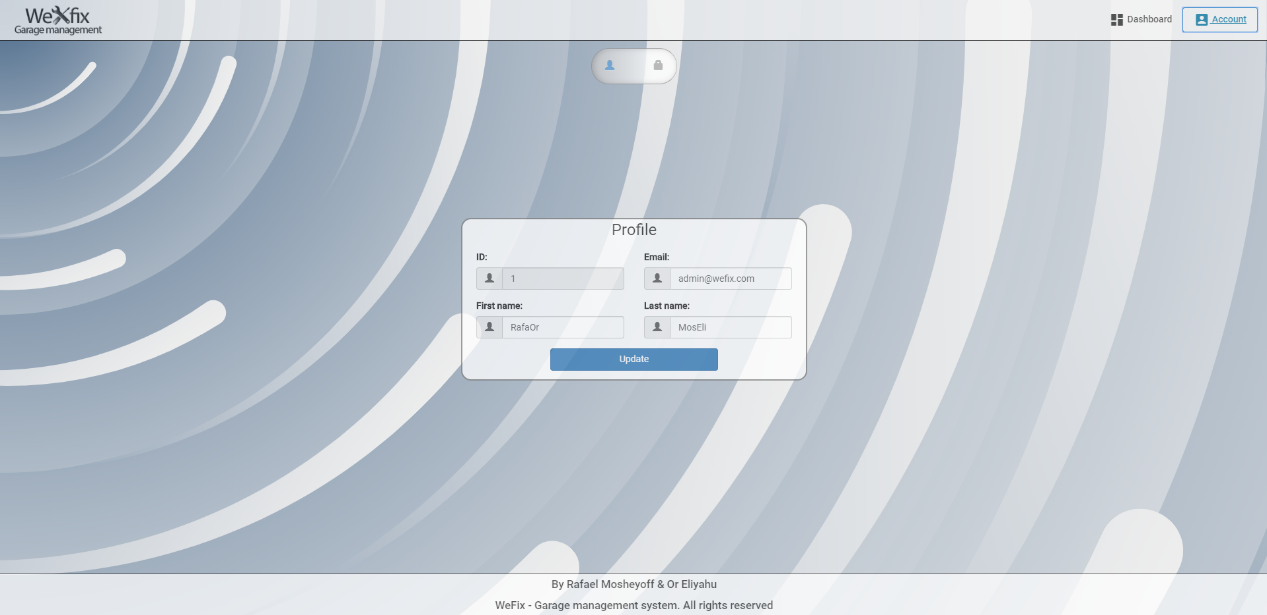 WeXfix
Garage management
Dashboard
Account
Profile
ID:
Email:
1
admin@wefix.com
First name:
Last name:
RafaOr
MosEli
Update
By Rafael Mosheyoff & Or Eliyahu
WeFix - Garage management system. All rights reserved